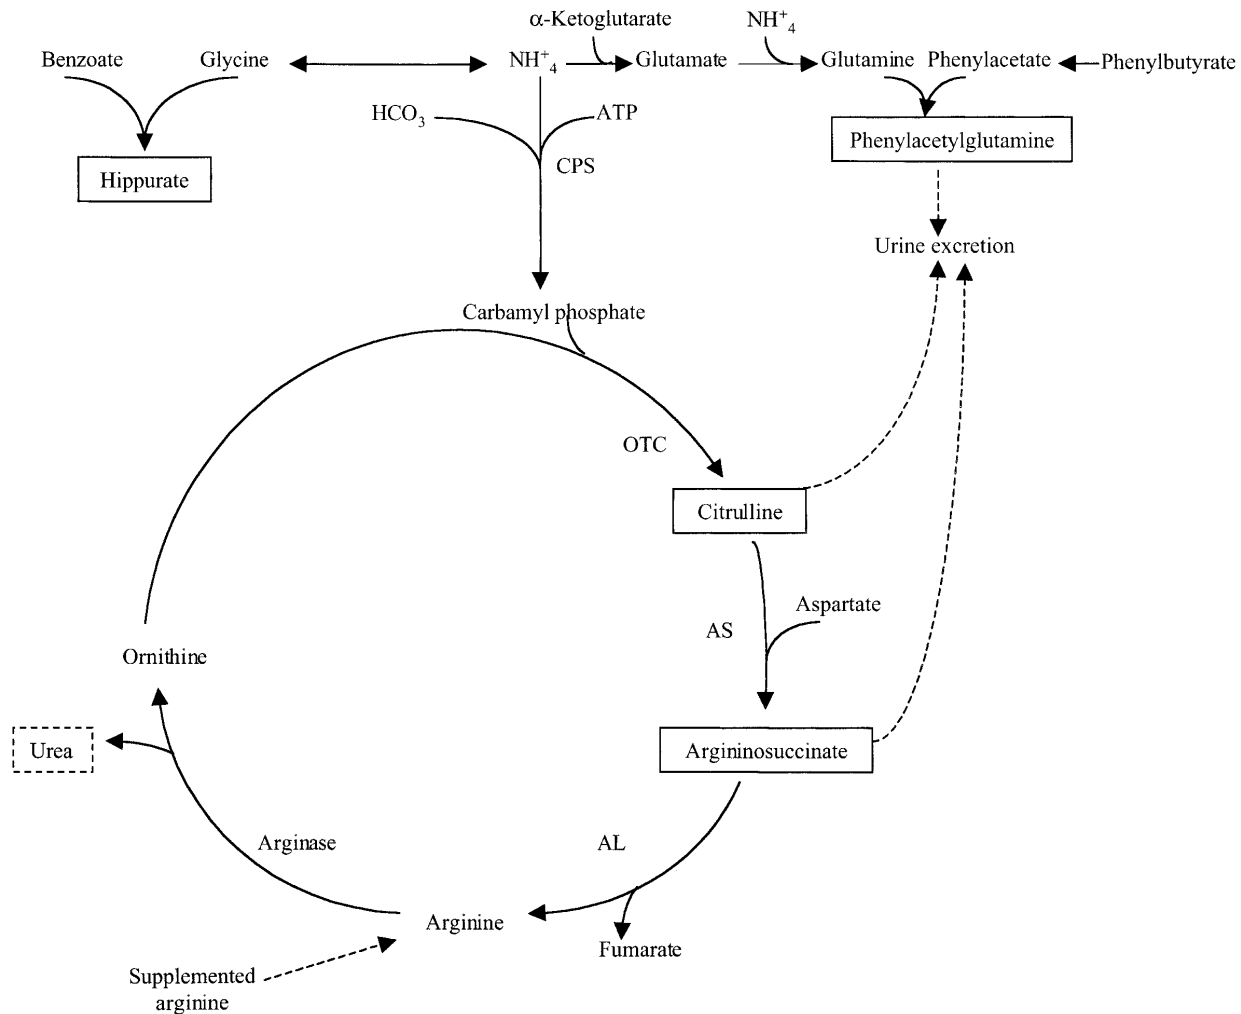 α-Ketoglutarate
NH⁺₄
Benzoate
Glycine
NH⁺₄
Glutamate
Glutamine
Phenylacetate
Phenylbutyrate
HCO₃
ATP
CPS
Phenylacetylglutamine
Hippurate
Urine excretion
Carbamyl phosphate
OTC
Citrulline
Aspartate
AS
Ornithine
Urea
Argininosuccinate
Arginase
AL
Arginine
Fumarate
Supplemented
arginine